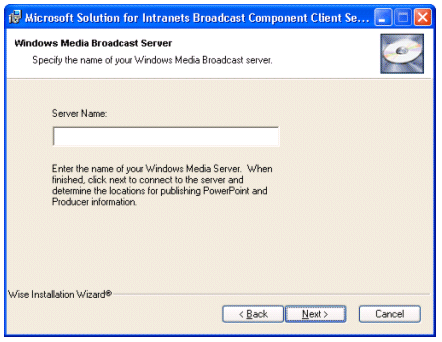 Microsoft Solution for Intranets Broadcast Component Client Se...
Windows Media Broadcast Server
Specify the name of your Windows Media Broadcast server.
Server Name:
Enter the name of your Windows Media Server. When
finished, click next to connect to the server and
determine the locations for publishing PowerPoint and
Producer information.
Wise Installation Wizard®
< Back Next > Cancel